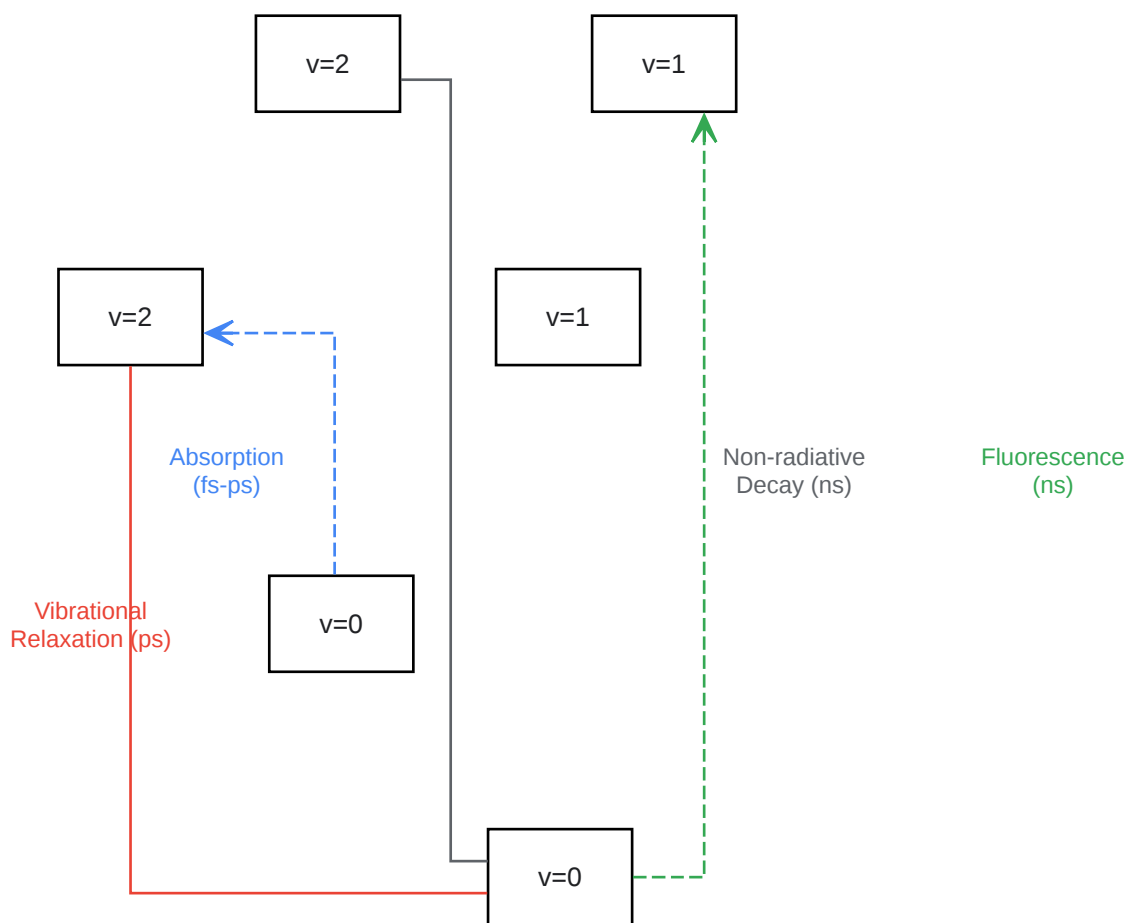 v=2
v=1
v=2
v=1
Absorption
(fs-ps)
Non-radiative
Decay (ns)
Fluorescence
(ns)
Vibrational
Relaxation (ps)
v=0
v=0